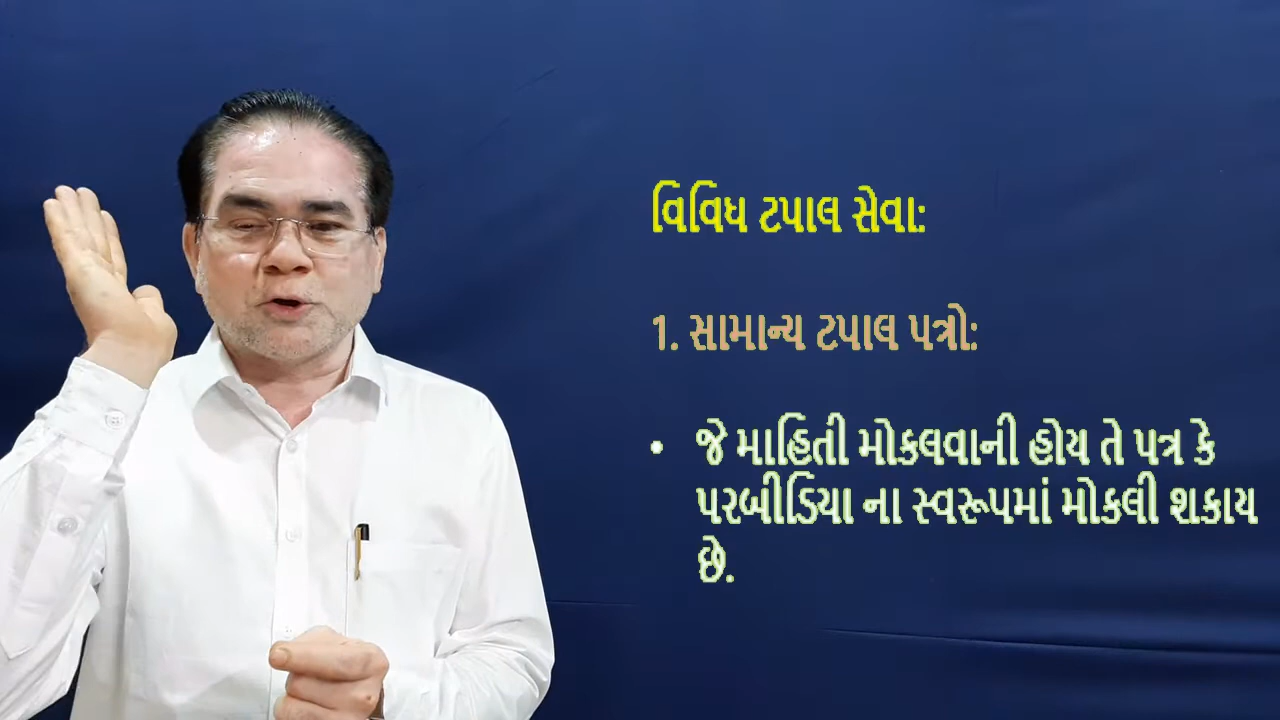 વિવિધ ટપાલ સેવા:
1. સામાન્ય ટપાલ પત્રો:
• જે માહિતી મોકલવાની હોય તે પત્ર કે
પરબીડિયા ના સ્વરૂપમાં મોકલી શકાય
છે.